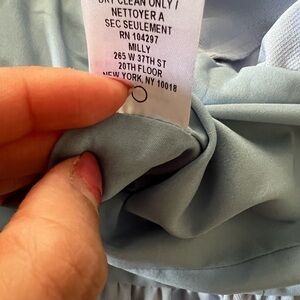 DRY CLEAN ONLY /
NETTOYER A
SEC SEULEMENT
RN 104297
MILLY
265 W 37TH ST
20TH FLOOR
NEW YORK, NY 10018